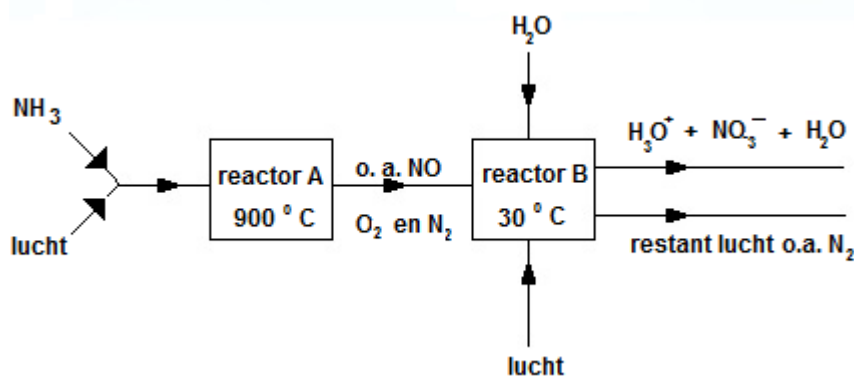 H₂O
NH₃
lucht
reactor A
900 °C
o. a. NO
O₂ en N₂
reactor B
30 °C
H₃O⁺ + NO₃⁻ + H₂O
restant lucht o.a. N₂
lucht